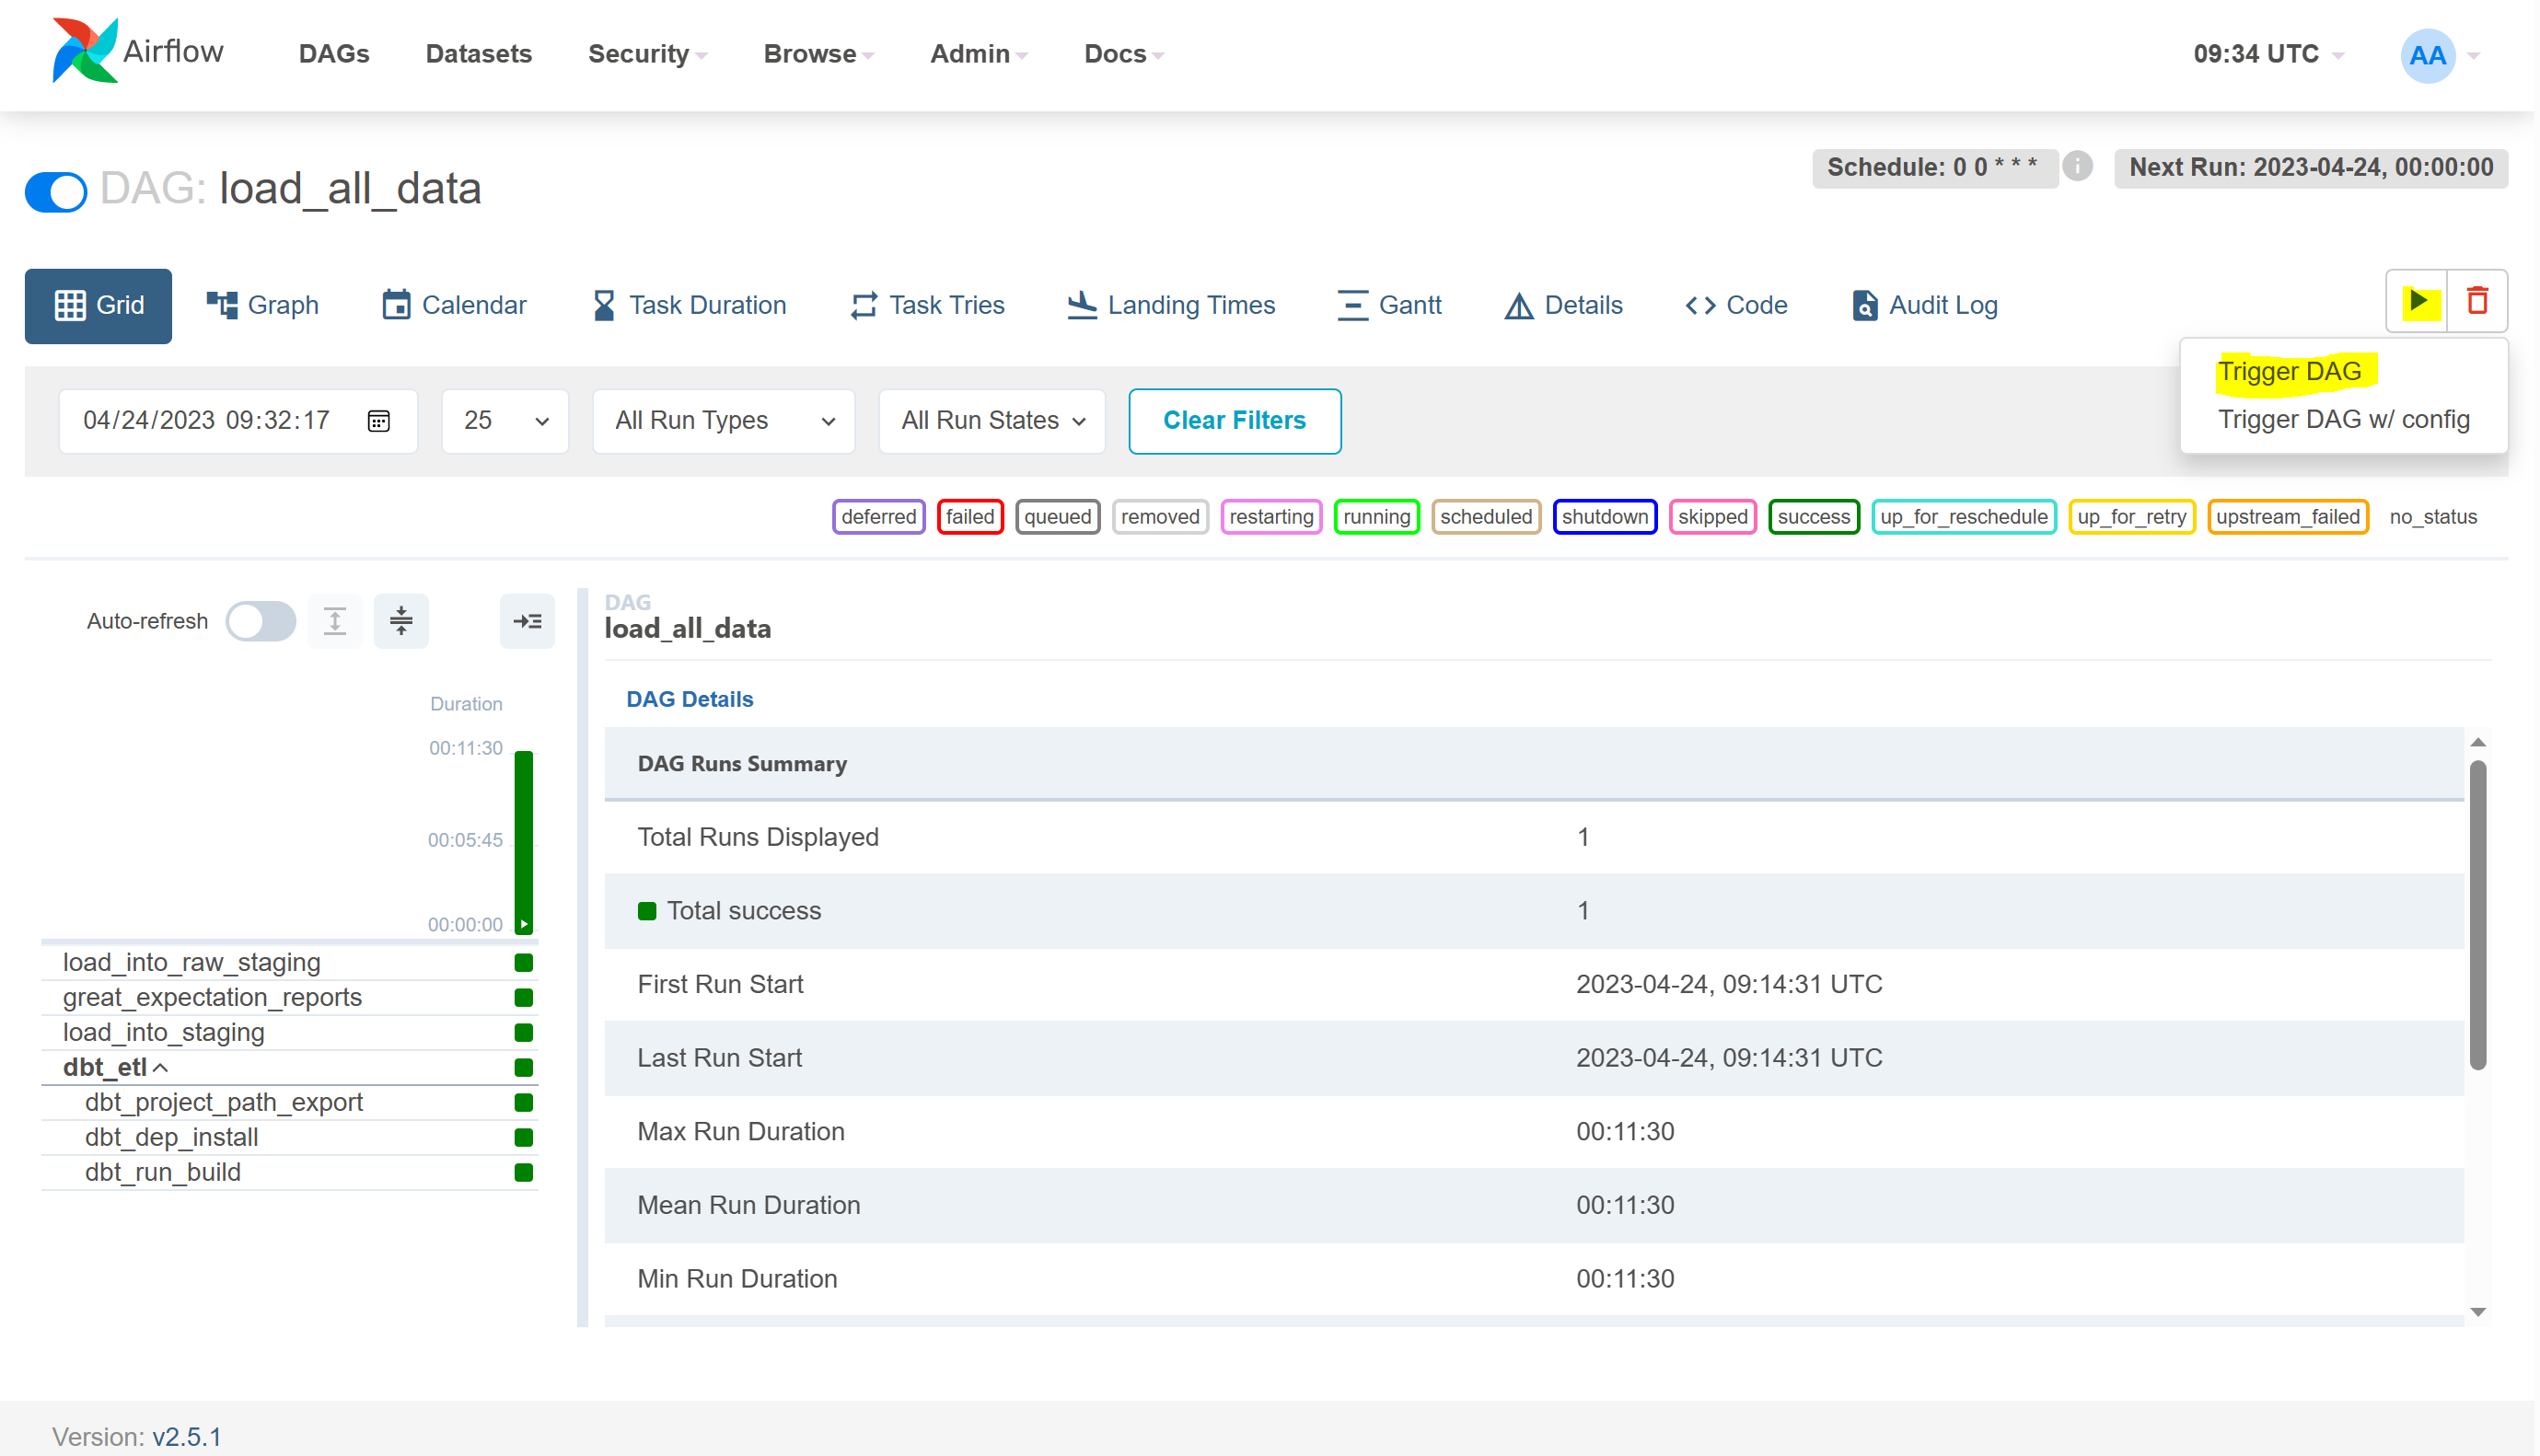 Airflow DAGs Datasets Security Browse Admin Docs 09:34 UTC AA
Schedule: 0 0 * * * i Next Run: 2023-04-24, 00:00:00
DAG: load_all_data
Grid Graph Calendar Task Duration Task Tries Landing Times Gantt Details Code Audit Log
Trigger DAG
Trigger DAG w/ config
04/24/2023 09:32:17 25 All Run Types All Run States Clear Filters
deferred failed queued removed restarting running scheduled shutdown skipped success up_for_reschedule up_for_retry upstream_failed no_status
Auto-refresh
Duration
00:11:30
00:05:45
00:00:00
load_into_raw_staging
great_expectation_reports
load_into_staging
dbt_etl
dbt_project_path_export
dbt_dep_install
dbt_run_build
DAG
load_all_data
DAG Details
DAG Runs Summary
Total Runs Displayed 1
Total success 1
First Run Start 2023-04-24, 09:14:31 UTC
Last Run Start 2023-04-24, 09:14:31 UTC
Max Run Duration 00:11:30
Mean Run Duration 00:11:30
Min Run Duration 00:11:30
Version: v2.5.1